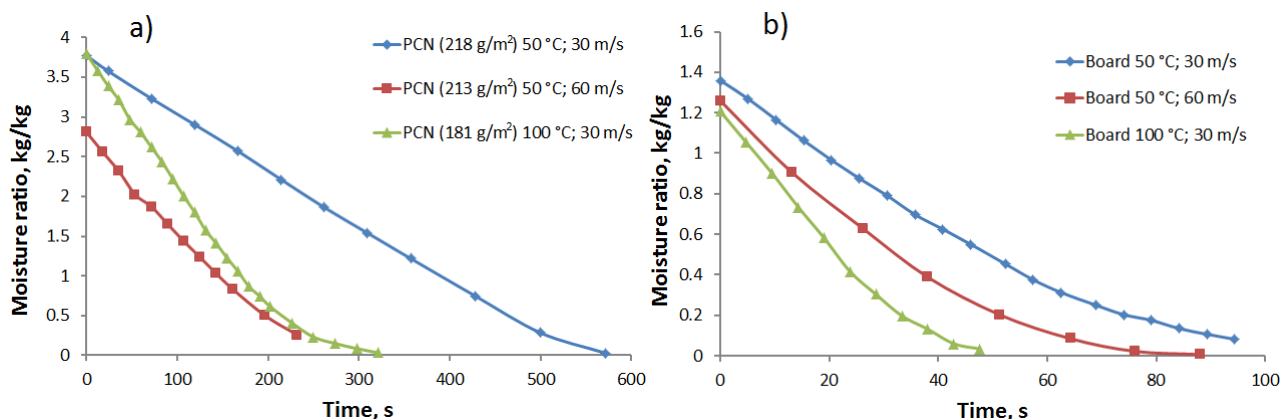 a)
PCN (218 g/m²) 50 °C; 30 m/s
PCN (213 g/m²) 50 °C; 60 m/s
PCN (181 g/m²) 100 °C; 30 m/s
Moisture ratio, kg/kg
4
3.5
3
2.5
2
1.5
1
0.5
0
0 100 200 300 400 500 600
Time, s
b)
Board 50 °C; 30 m/s
Board 50 °C; 60 m/s
Board 100 °C; 30 m/s
Moisture ratio, kg/kg
1.6
1.4
1.2
1
0.8
0.6
0.4
0.2
0
0 20 40 60 80 100
Time, s